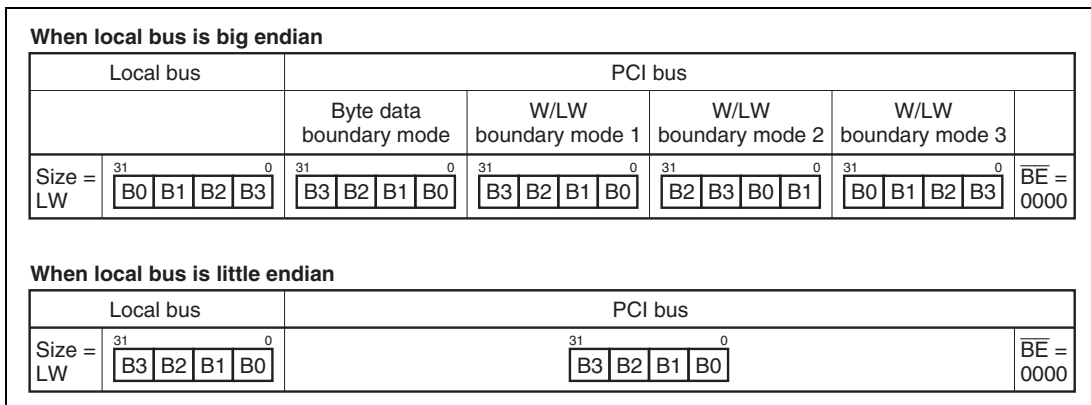 When local bus is big endian
Local bus PCI bus
Byte data boundary mode W/LW boundary mode 1 W/LW boundary mode 2 W/LW boundary mode 3
Size = LW 31 0 B0 B1 B2 B3 31 0 B3 B2 B1 B0 31 0 B3 B2 B1 B0 31 0 B2 B3 B0 B1 31 0 B0 B1 B2 B3 B̅E̅ = 0000
When local bus is little endian
Local bus PCI bus
Size = LW 31 0 B3 B2 B1 B0 31 0 B3 B2 B1 B0 B̅E̅ = 0000